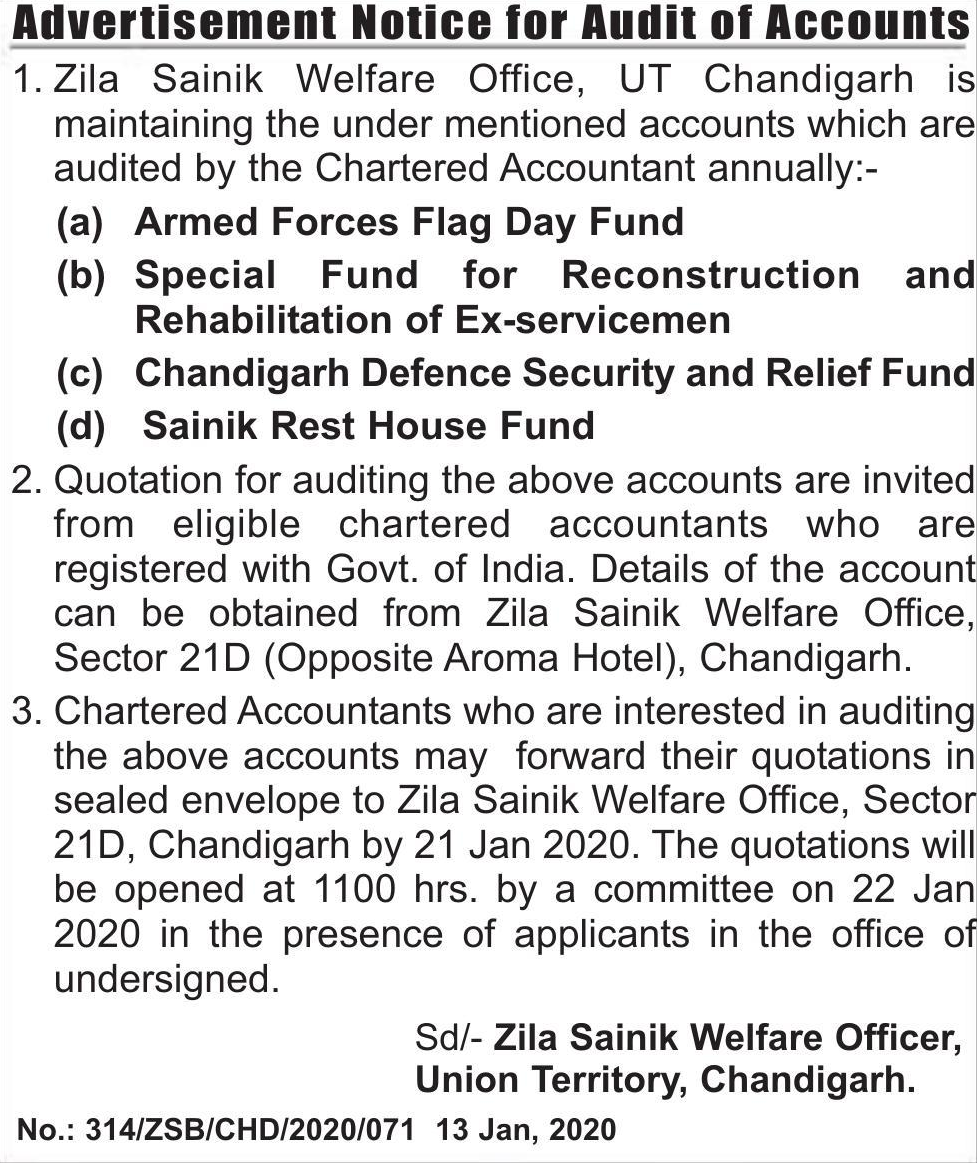 Advertisement Notice for Audit of Accounts
1. Zila Sainik Welfare Office, UT Chandigarh is
maintaining the under mentioned accounts which are
audited by the Chartered Accountant annually:-
(a) Armed Forces Flag Day Fund
(b) Special Fund for Reconstruction and
Rehabilitation of Ex-servicemen
(c) Chandigarh Defence Security and Relief Fund
(d) Sainik Rest House Fund
2. Quotation for auditing the above accounts are invited
from eligible chartered accountants who are
registered with Govt. of India. Details of the account
can be obtained from Zila Sainik Welfare Office,
Sector 21D (Opposite Aroma Hotel), Chandigarh.
3. Chartered Accountants who are interested in auditing
the above accounts may forward their quotations in
sealed envelope to Zila Sainik Welfare Office, Sector
21D, Chandigarh by 21 Jan 2020. The quotations will
be opened at 1100 hrs. by a committee on 22 Jan
2020 in the presence of applicants in the office of
undersigned.
Sd/- Zila Sainik Welfare Officer,
Union Territory, Chandigarh.
No.: 314/ZSB/CHD/2020/071 13 Jan, 2020